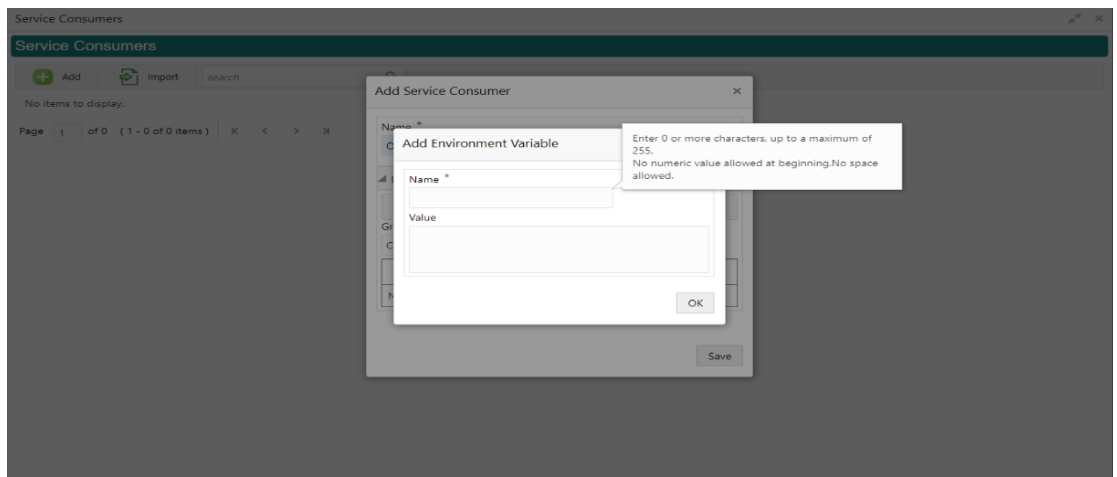 Service Consumers
Service Consumers
Add Import search
No items to display.
Page 1 of 0 ( 1 - 0 of 0 items )
Add Service Consumer
Name *
Add Environment Variable
Enter 0 or more characters, up to a maximum of
255.
No numeric value allowed at beginning.No space
allowed.
Name *
Value
Gr
OK
Save